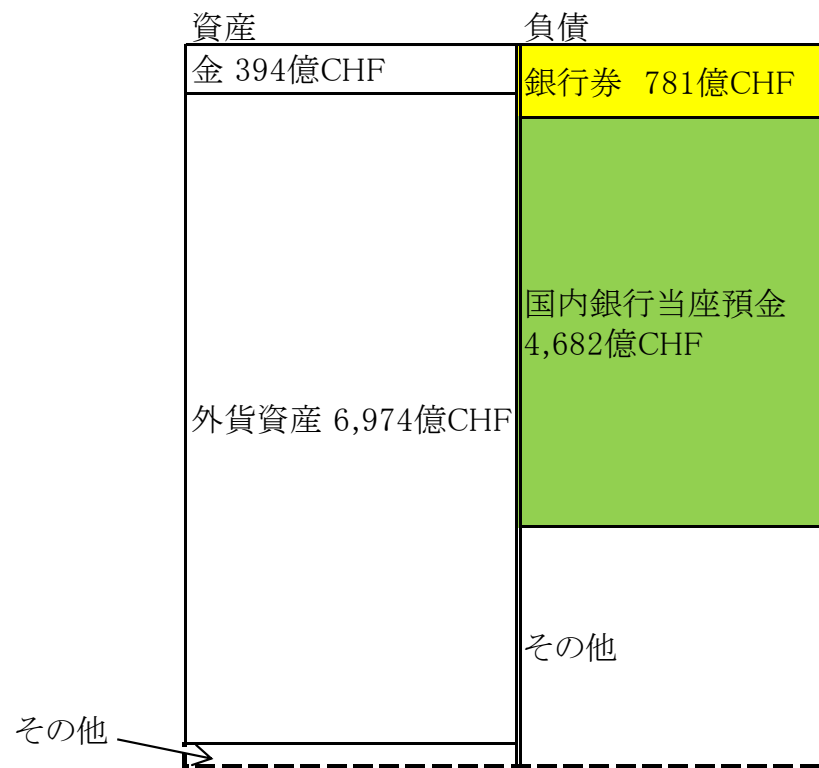 資産
負債
金 394億CHF
銀行券 781億CHF
国内銀行当座預金
4,682億CHF
外貨資産 6,974億CHF
その他
その他